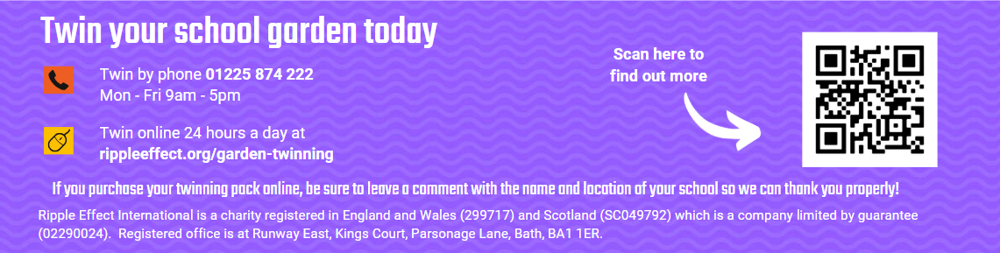 Twin your school garden today
Scan here to
find out more
Twin by phone 01225 874 222
Mon - Fri 9am - 5pm
Twin online 24 hours a day at
rippleeffect.org/garden-twinning
If you purchase your twinning pack online, be sure to leave a comment with the name and location of your school so we can thank you properly!
Ripple Effect International is a charity registered in England and Wales (299717) and Scotland (SC049792) which is a company limited by guarantee
(02290024).  Registered office is at Runway East, Kings Court, Parsonage Lane, Bath, BA1 1ER.